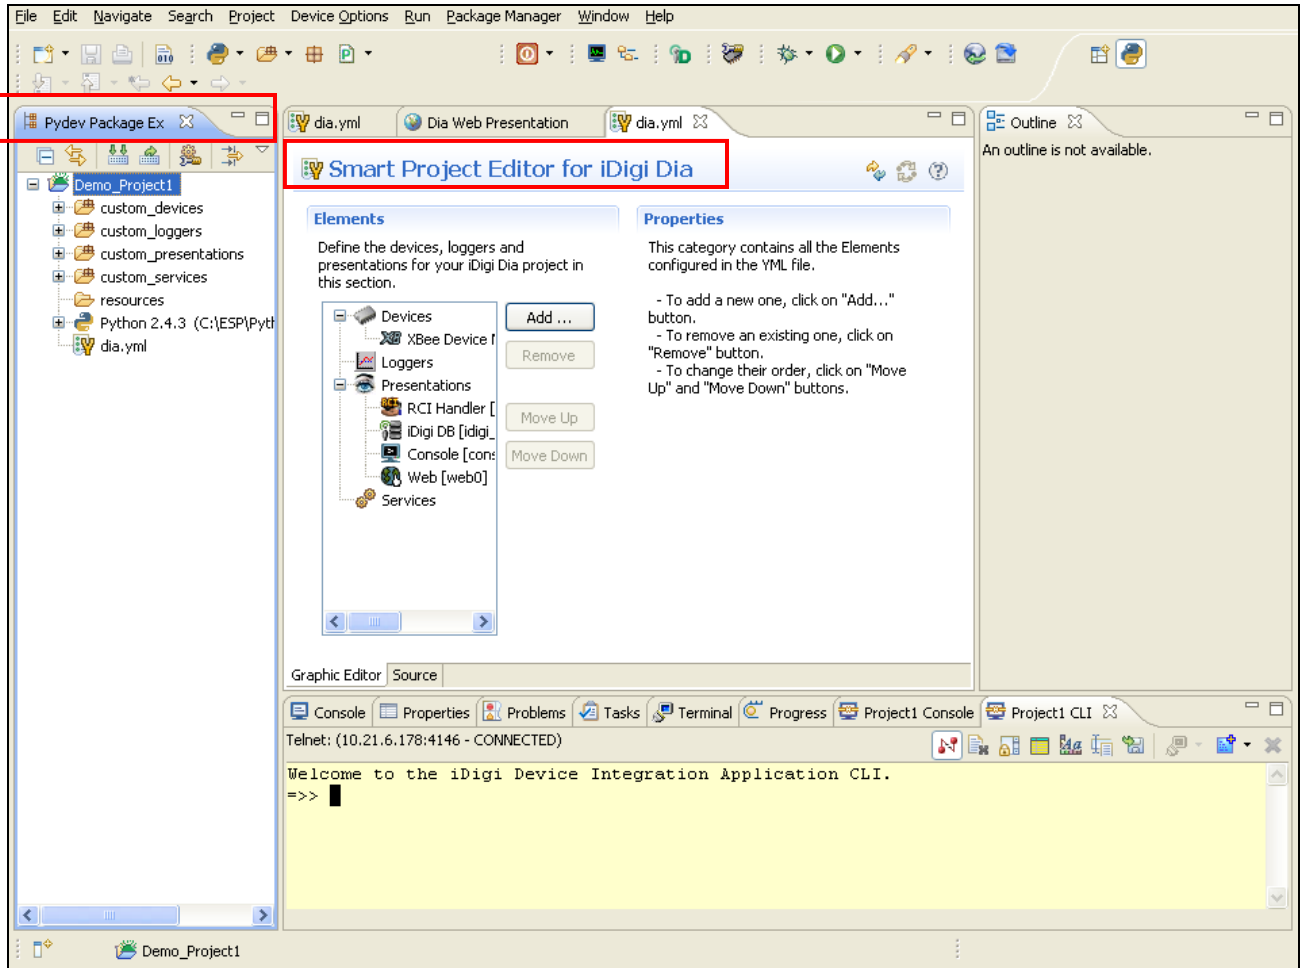 File Edit Navigate Search Project Device Options Run Package Manager Window Help
Pydev Package Ex
dia.yml
Dia Web Presentation
dia.yml
Outline
Demo_Project1
custom_devices
custom_loggers
custom_presentations
custom_services
resources
Python 2.4.3 (C:\ESP\Pyth
dia.yml
Smart Project Editor for iDigi Dia
Elements
Define the devices, loggers and
presentations for your iDigi Dia project in
this section.
Devices
XBee Device
Loggers
Presentations
RCI Handler [
iDigi DB [idigi_
Console [cons
Web [web0]
Services
Add ...
Remove
Move Up
Move Down
Properties
This category contains all the Elements
configured in the YML file.
- To add a new one, click on "Add..."
button.
- To remove an existing one, click on
"Remove" button.
- To change their order, click on "Move
Up" and "Move Down" buttons.
An outline is not available.
Graphic Editor Source
Console Properties Problems Tasks Terminal Progress Project1 Console Project1 CLI
Telnet: (10.21.6.178:4146 - CONNECTED)
Welcome to the iDigi Device Integration Application CLI.
=>>
Demo_Project1